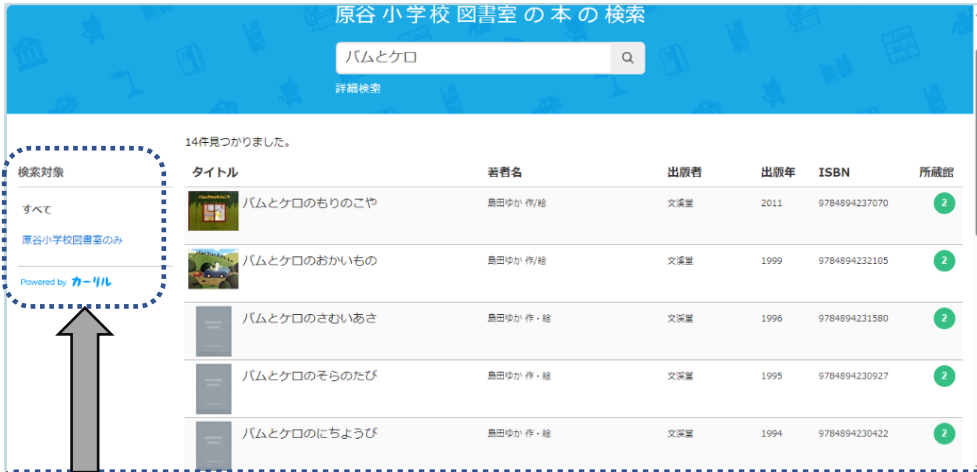 原谷 小学校 図書室 の 本 の 検索
バムとケロ
詳細検索
14件見つかりました。
検索対象
すべて
原谷小学校図書室のみ
Powered by カーリル
タイトル 著者名 出版者 出版年 ISBN 所蔵館
バムとケロのもりのこや 島田ゆか 作/絵 文溪堂 2011 9784894237070 2
バムとケロのおかいもの 島田ゆか 作/絵 文溪堂 1999 9784894232105 2
バムとケロのさむいあさ 島田ゆか 作・絵 文溪堂 1996 9784894231580 2
バムとケロのそらのたび 島田ゆか 作・絵 文溪堂 1995 9784894230927 2
バムとケロのにちようび 島田ゆか 作・絵 文溪堂 1994 9784894230422 2